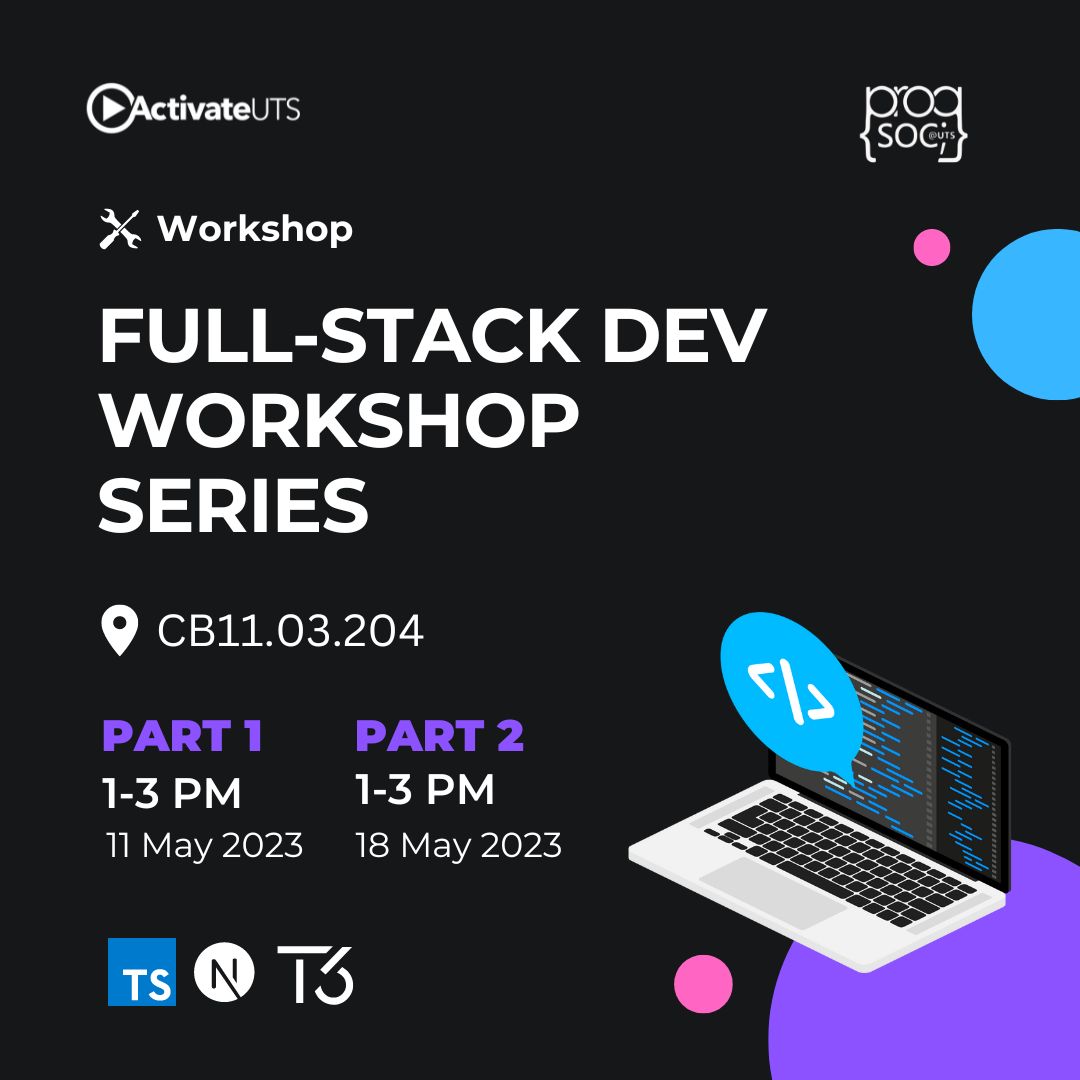 ActivateUTS
prog
{SOC;}
@UTS
Workshop
FULL-STACK DEV
WORKSHOP
SERIES
CB11.03.204
PART 1
1-3 PM
11 May 2023
PART 2
1-3 PM
18 May 2023
TS
N
T3
</>